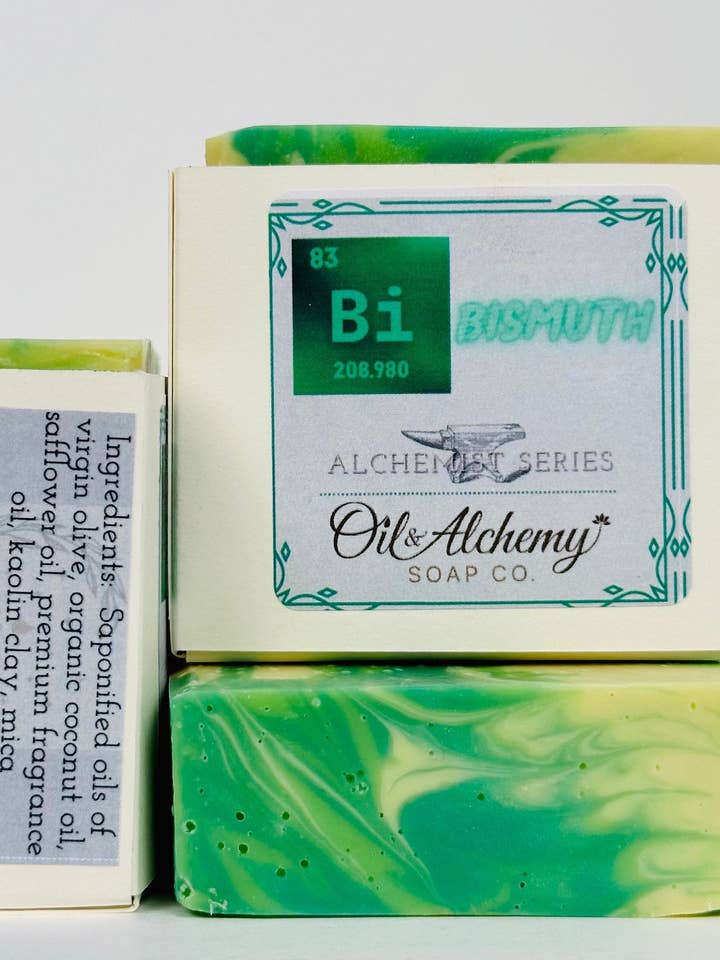 83
Bi
208.980
BISMUTH
ALCHEMIST SERIES
Oil & Alchemy
SOAP CO.
Ingredients: Saponified oils of
virgin olive, organic coconut oil,
safflower oil, premium fragrance
oil, kaolin clay, mica